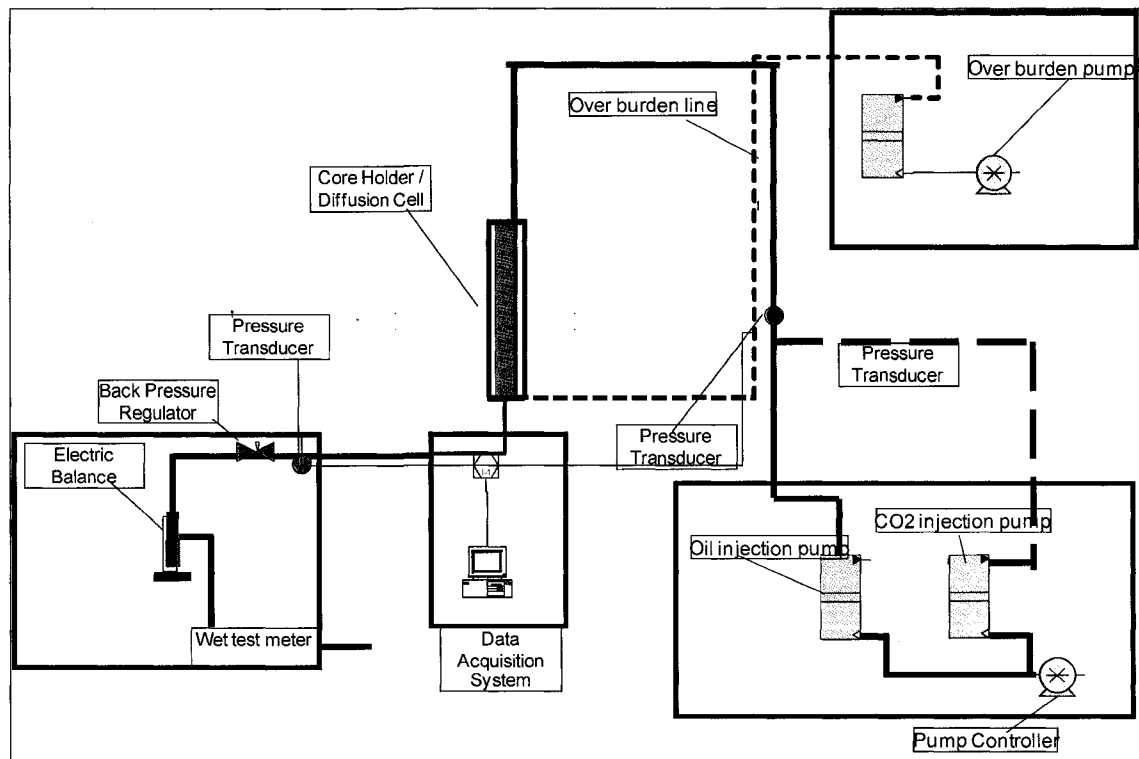 Over burden pump
Over burden line
Core Holder /
Diffusion Cell
Pressure
Transducer
Pressure
Transducer
Back Pressure
Regulator
Pressure
Transducer
Electric
Balance
CO2 injection pump
Oil injection pump
Wet test meter
Data
Acquisition
System
Pump Controller